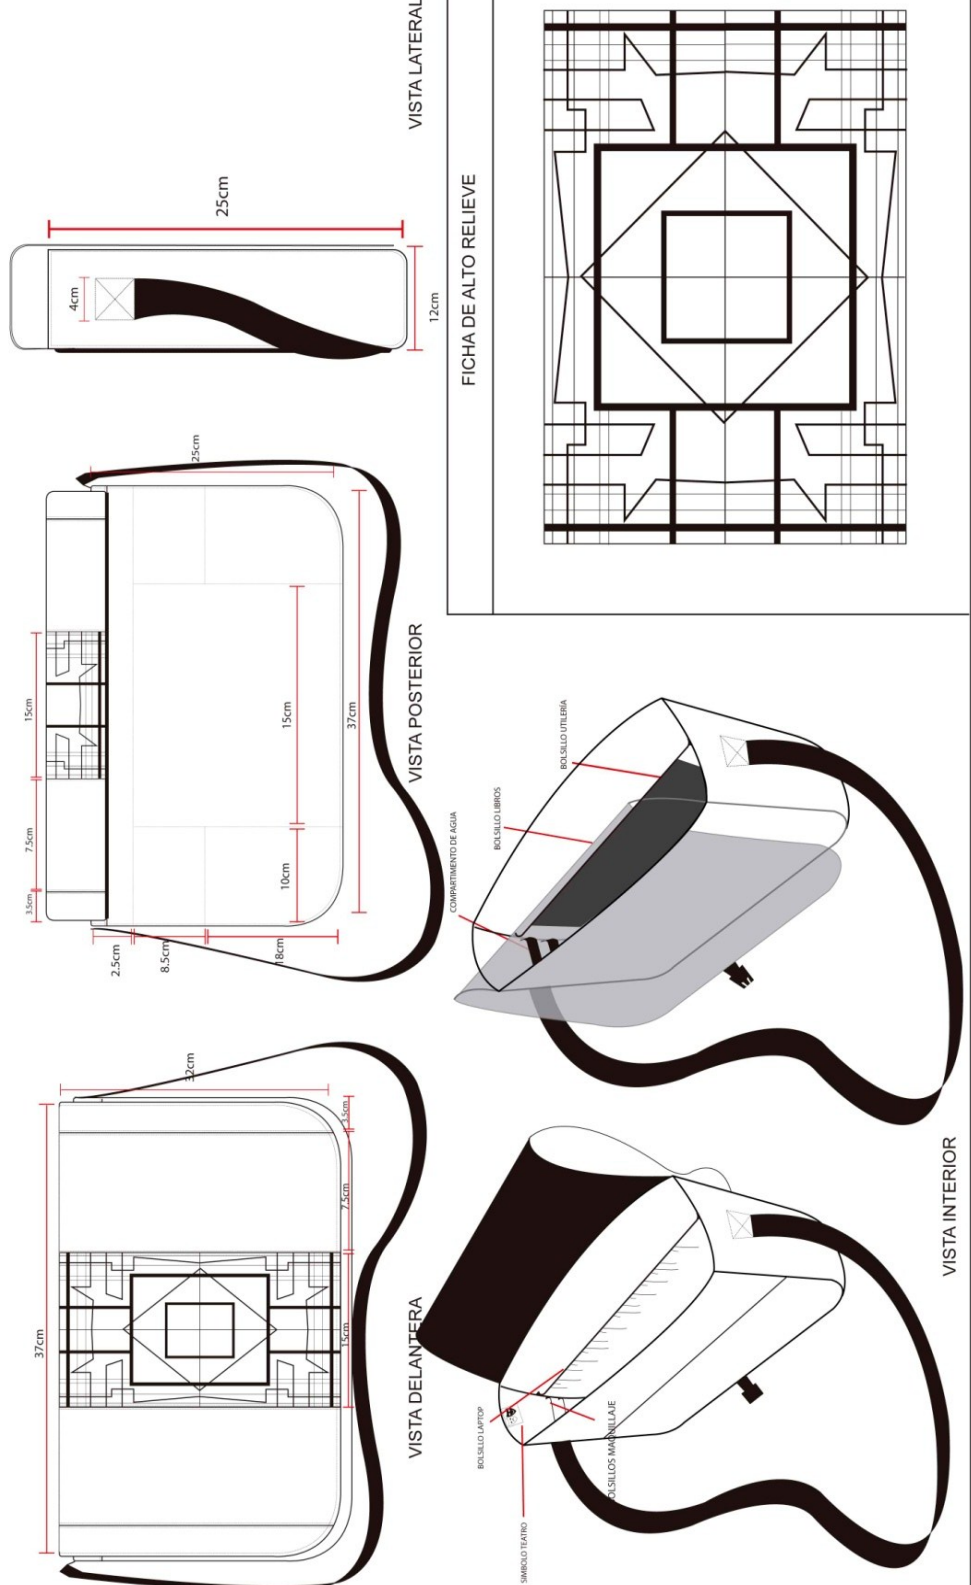 37cm
32cm
3.5cm
7.5cm
15cm
VISTA DELANTERA
3.5cm
7.5cm
15cm
25cm
2.5cm
8.5cm
18cm
10cm
15cm
37cm
VISTA POSTERIOR
4cm
25cm
12cm
VISTA LATERAL
SIMBOLO TEATRO
BOLSILLO LAPTOP
BOLSILLOS MAQUILLAJE
COMPARTIMENTO DE AGUA
BOLSILLO LIBROS
BOLSILLO UTILERÍA
VISTA INTERIOR
FICHA DE ALTO RELIEVE